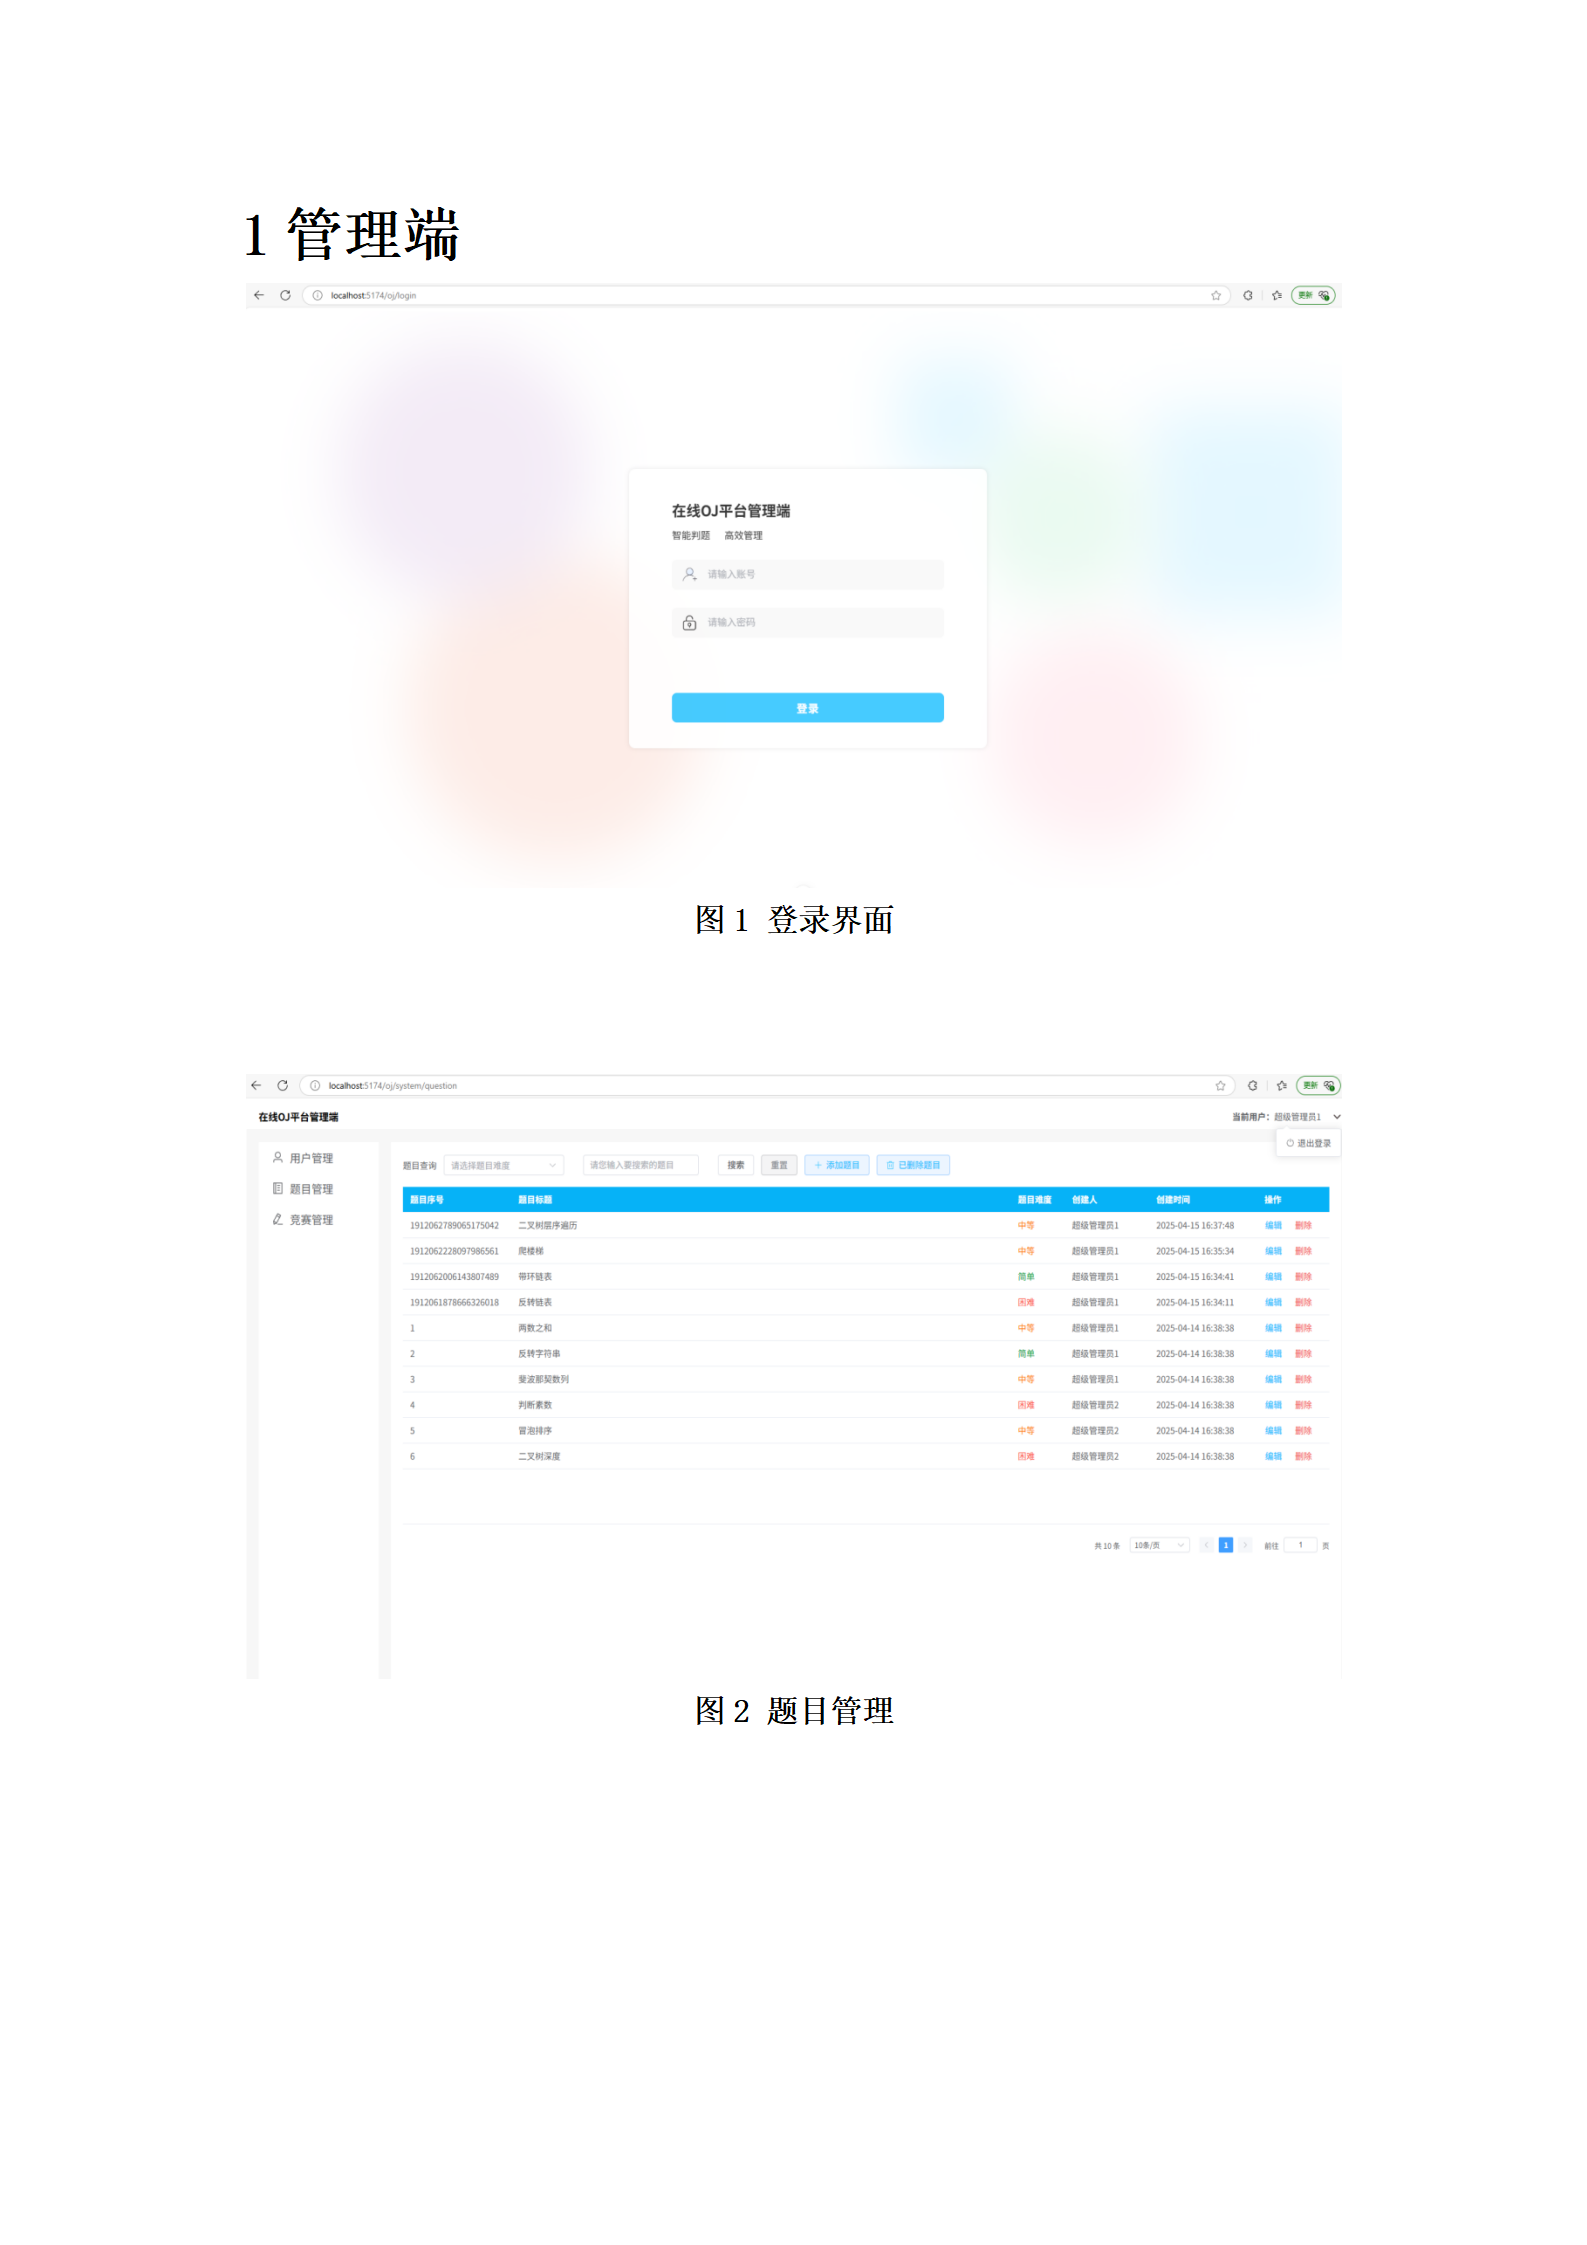 1 管理端
localhost:5174/oj/login
更新
在线OJ平台管理端
智能判题 高效管理
请输入账号
请输入密码
登录
图 1 登录界面
localhost:5174/oj/system/question
更新
在线OJ平台管理端 当前用户：超级管理员1
退出登录
用户管理
题目管理
竞赛管理
题目查询 请选择题目难度 请您输入要搜索的题目 搜索 重置 添加题目 已删除题目
题目序号 题目标题 题目难度 创建人 创建时间 操作
1912062789065175042 二叉树层序遍历 中等 超级管理员1 2025-04-15 16:37:48 编辑 删除
1912062228097986561 爬楼梯 中等 超级管理员1 2025-04-15 16:35:34 编辑 删除
1912062006143807489 带环链表 简单 超级管理员1 2025-04-15 16:34:41 编辑 删除
1912061878666326018 反转链表 困难 超级管理员1 2025-04-15 16:34:11 编辑 删除
1 两数之和 中等 超级管理员1 2025-04-14 16:38:38 编辑 删除
2 反转字符串 简单 超级管理员1 2025-04-14 16:38:38 编辑 删除
3 斐波那契数列 中等 超级管理员1 2025-04-14 16:38:38 编辑 删除
4 判断素数 困难 超级管理员2 2025-04-14 16:38:38 编辑 删除
5 冒泡排序 中等 超级管理员2 2025-04-14 16:38:38 编辑 删除
6 二叉树深度 困难 超级管理员2 2025-04-14 16:38:38 编辑 删除
共 10 条 10条/页 1 前往 1 页
图 2 题目管理